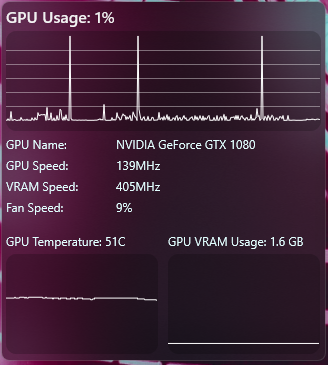 GPU Usage: 1%
GPU Name: NVIDIA GeForce GTX 1080
GPU Speed: 139MHz
VRAM Speed: 405MHz
Fan Speed: 9%
GPU Temperature: 51C
GPU VRAM Usage: 1.6 GB